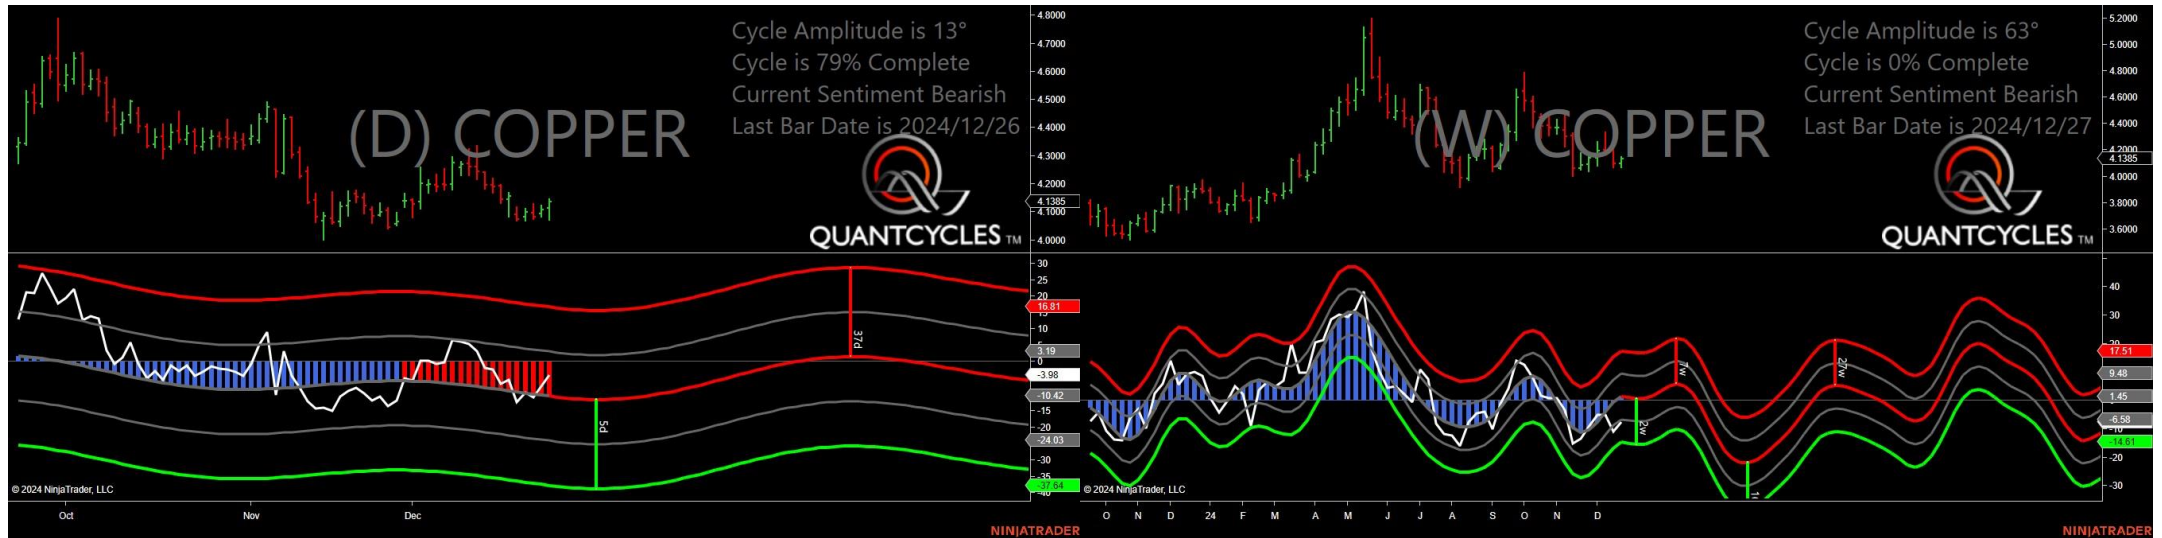 Cycle Amplitude is 13°
Cycle is 79% Complete
Current Sentiment Bearish
Last Bar Date is 2024/12/26
(D) COPPER
QUANTCYCLES TM
4.8000
4.7000
4.6000
4.5000
4.4000
4.3000
4.2000
4.1385
4.1000
4.0000
30
25
20
16.81
15
10
5
3.19
0
-3.98
-10.42
-15
-20
-24.03
-30
-35
-37.64
-40
37d
5d
© 2024 NinjaTrader, LLC
Oct Nov Dec
NINJATRADER
Cycle Amplitude is 63°
Cycle is 0% Complete
Current Sentiment Bearish
Last Bar Date is 2024/12/27
(W) COPPER
QUANTCYCLES TM
5.2000
5.0000
4.8000
4.6000
4.4000
4.2000
4.1385
4.0000
3.8000
3.6000
40
30
17.51
9.48
1.45
-6.58
-10
-14.61
-20
-30
7w
27w
2w
© 2024 NinjaTrader, LLC
O N D 24 F M A M J J A S O N D
NINJATRADER